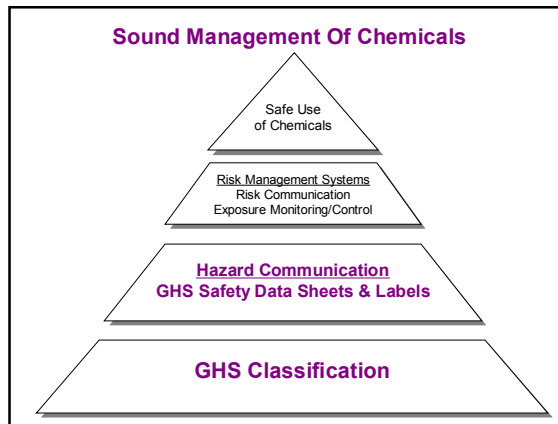 Sound Management Of Chemicals
Safe Use
of Chemicals
Risk Management Systems
Risk Communication
Exposure Monitoring/Control
Hazard Communication
GHS Safety Data Sheets & Labels
GHS Classification